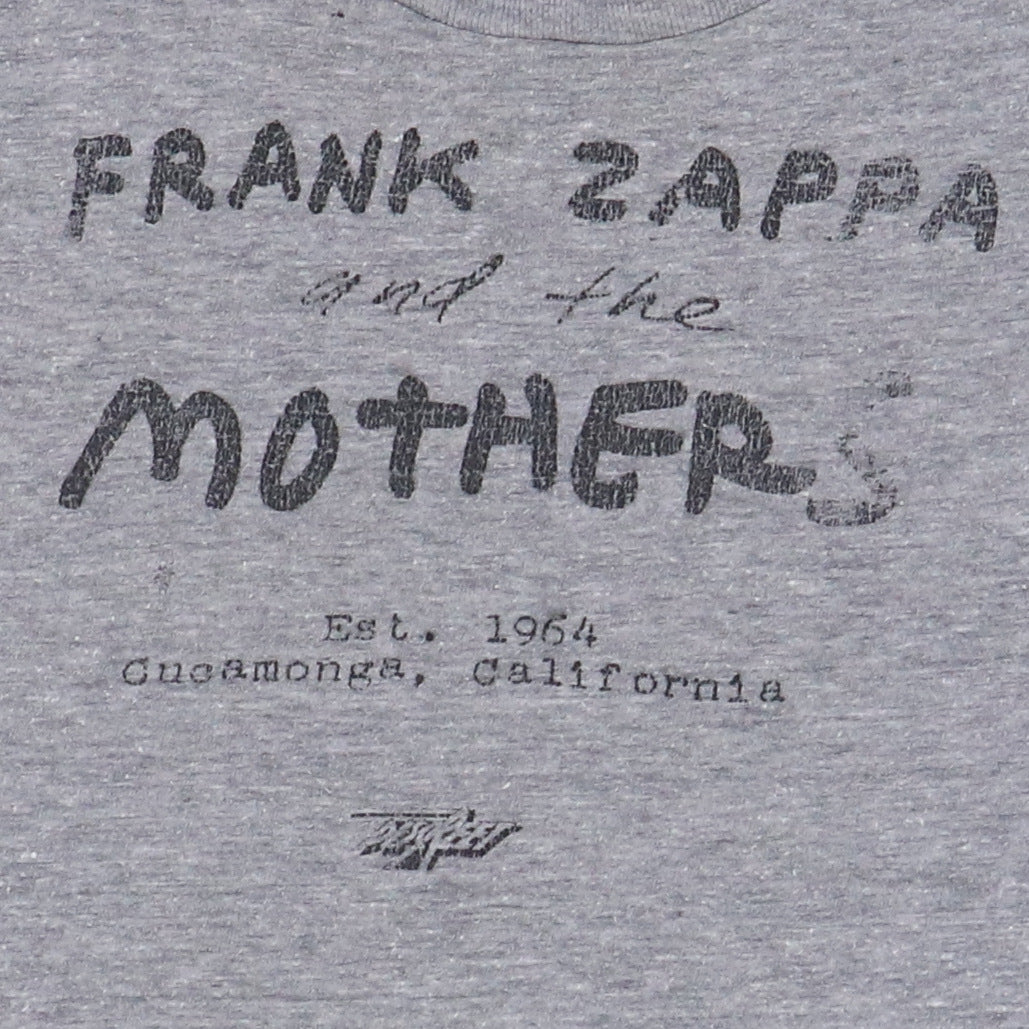 FRANK ZAPPA
and the
MOTHERS
Est. 1964
Cucamonga, California